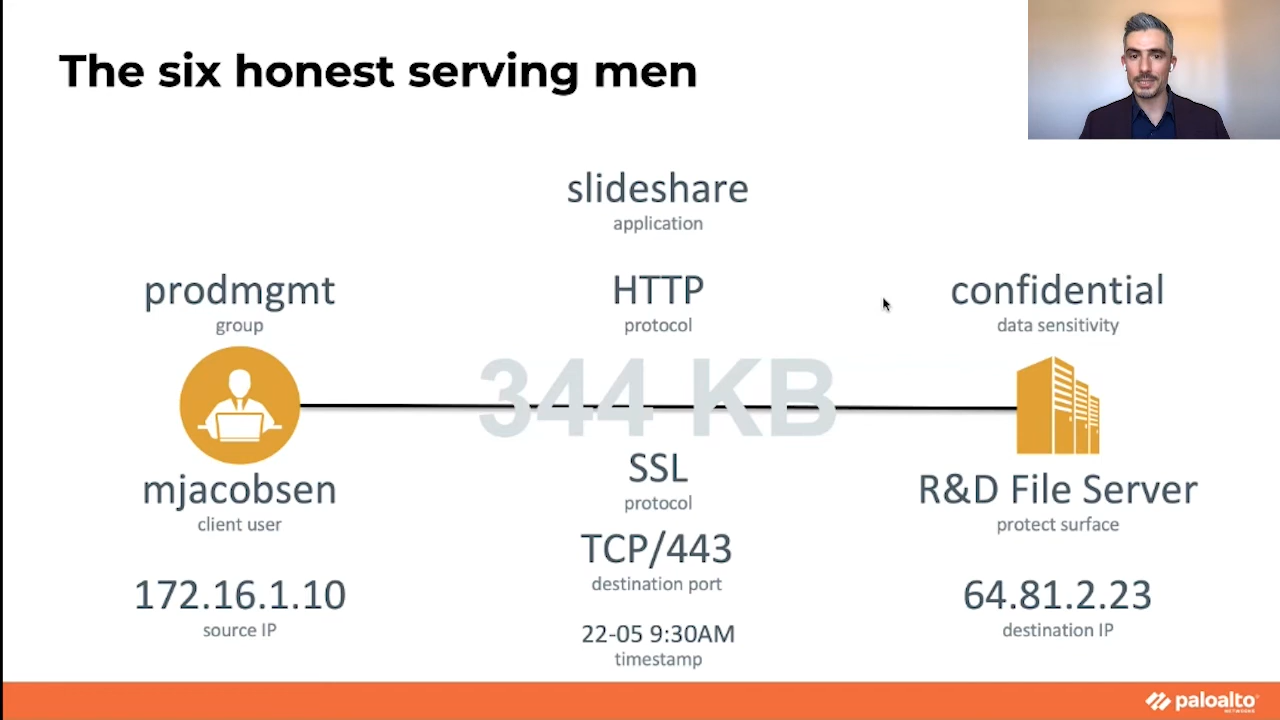 The six honest serving men
slideshare
application
prodmgmt
group
HTTP
protocol
confidential
data sensitivity
344 KB
mjacobsen
client user
SSL
protocol
R&D File Server
protect surface
TCP/443
destination port
172.16.1.10
source IP
64.81.2.23
destination IP
22-05 9:30AM
timestamp
paloalto
NETWORKS